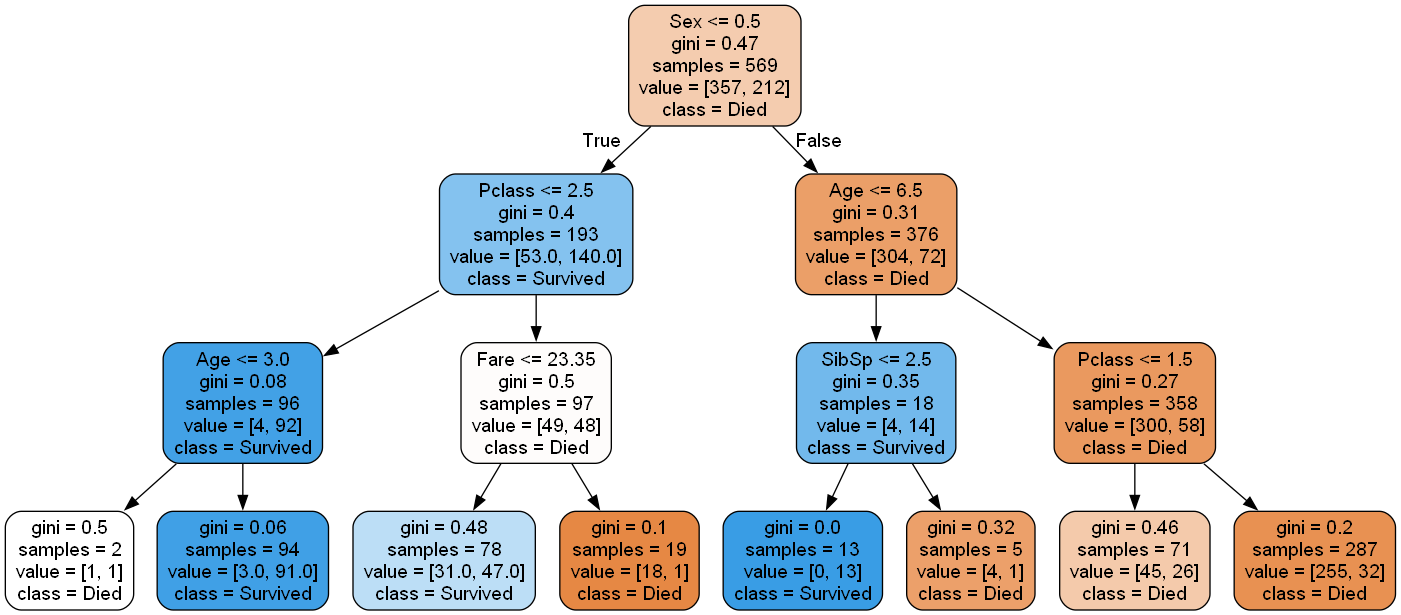 Sex <= 0.5
gini = 0.47
samples = 569
value = [357, 212]
class = Died
True
False
Pclass <= 2.5
gini = 0.4
samples = 193
value = [53.0, 140.0]
class = Survived
Age <= 6.5
gini = 0.31
samples = 376
value = [304, 72]
class = Died
Age <= 3.0
gini = 0.08
samples = 96
value = [4, 92]
class = Survived
Fare <= 23.35
gini = 0.5
samples = 97
value = [49, 48]
class = Died
SibSp <= 2.5
gini = 0.35
samples = 18
value = [4, 14]
class = Survived
Pclass <= 1.5
gini = 0.27
samples = 358
value = [300, 58]
class = Died
gini = 0.5
samples = 2
value = [1, 1]
class = Died
gini = 0.06
samples = 94
value = [3.0, 91.0]
class = Survived
gini = 0.48
samples = 78
value = [31.0, 47.0]
class = Survived
gini = 0.1
samples = 19
value = [18, 1]
class = Died
gini = 0.0
samples = 13
value = [0, 13]
class = Survived
gini = 0.32
samples = 5
value = [4, 1]
class = Died
gini = 0.46
samples = 71
value = [45, 26]
class = Died
gini = 0.2
samples = 287
value = [255, 32]
class = Died